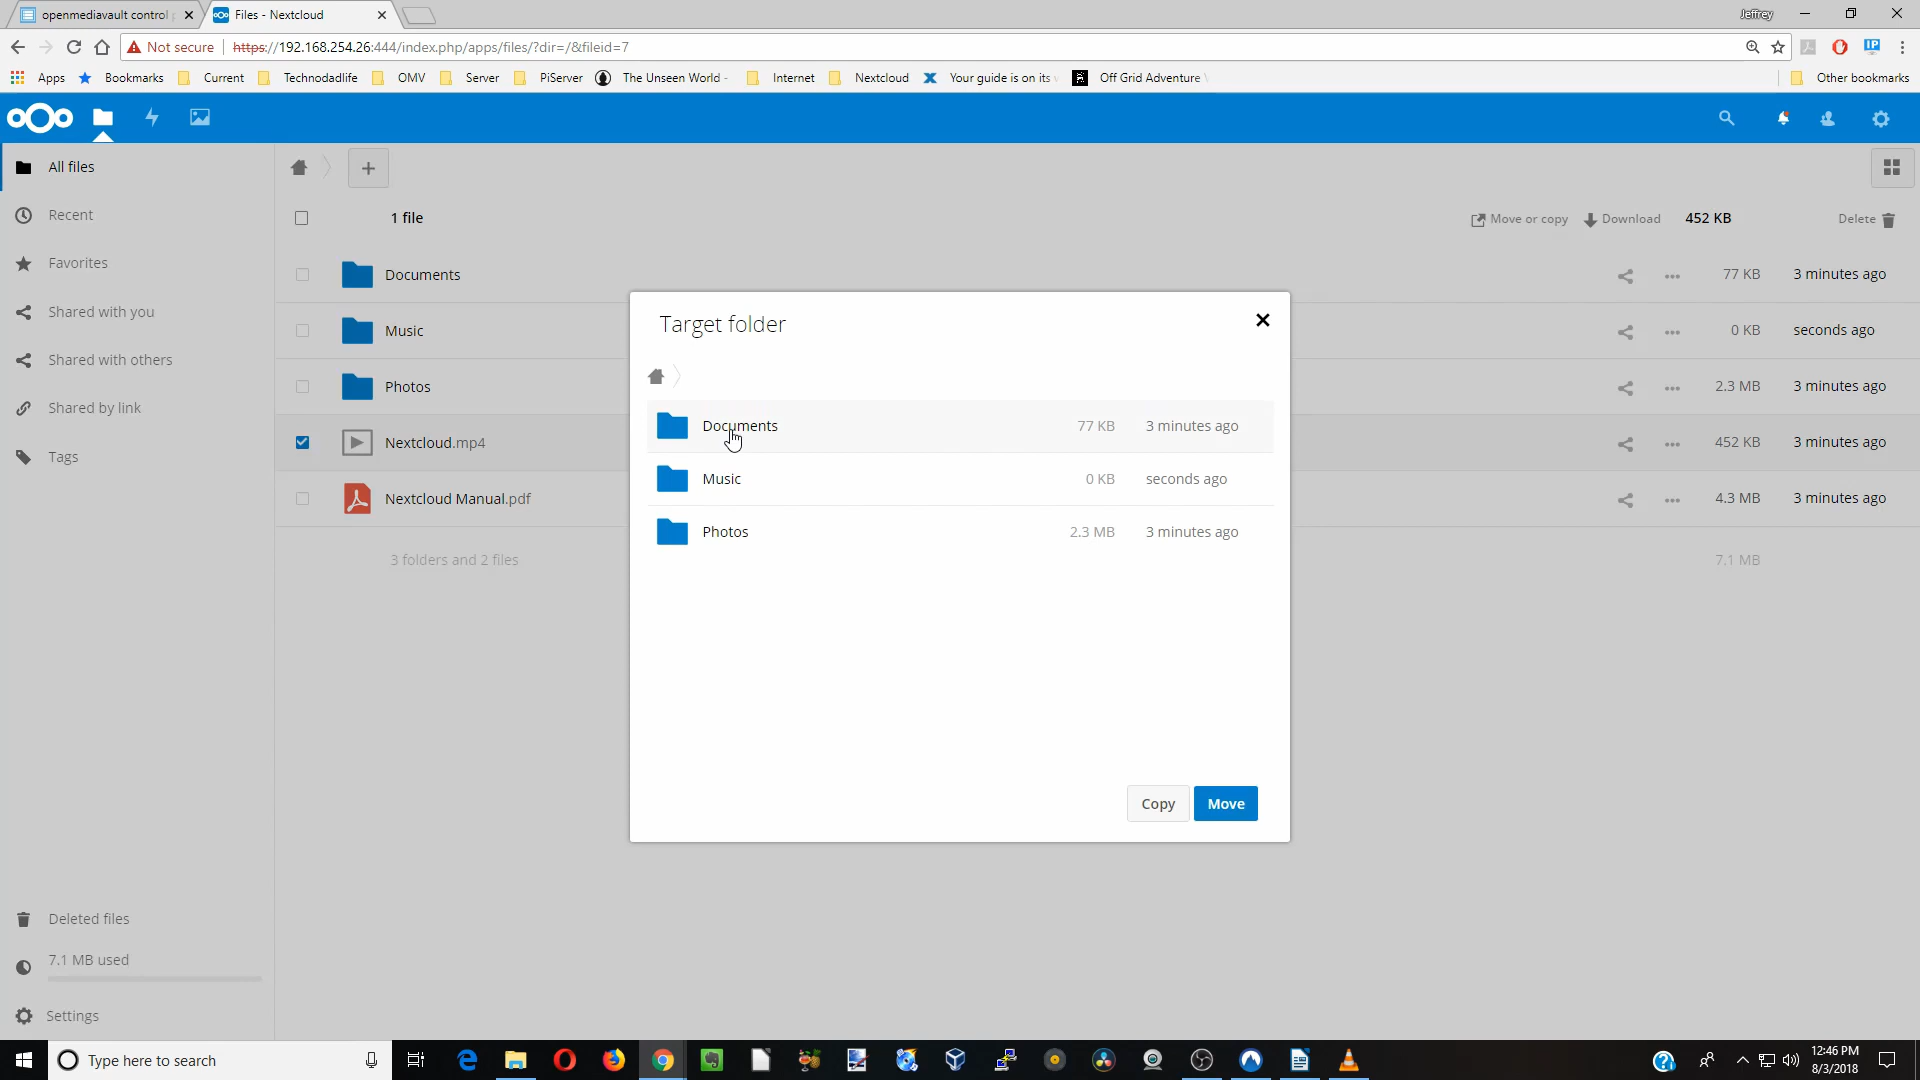 openmediavault control p
Files - Nextcloud
Jeffrey
Not secure
https://192.168.254.26:444/index.php/apps/files/?dir=/&fileid=7
Apps
Bookmarks
Current
Technodadlife
OMV
Server
PiServer
The Unseen World -
Internet
Nextcloud
Your guide is on its
Off Grid Adventure
Other bookmarks
All files
Recent
Favorites
Shared with you
Shared with others
Shared by link
Tags
Deleted files
7.1 MB used
Settings
1 file
Move or copy
Download
452 KB
Delete
Documents
77 KB
3 minutes ago
Music
0 KB
seconds ago
Photos
2.3 MB
3 minutes ago
Nextcloud.mp4
452 KB
3 minutes ago
Nextcloud Manual.pdf
4.3 MB
3 minutes ago
3 folders and 2 files
7.1 MB
Target folder
Documents
77 KB
3 minutes ago
Music
0 KB
seconds ago
Photos
2.3 MB
3 minutes ago
Copy
Move
Type here to search
12:46 PM
8/3/2018